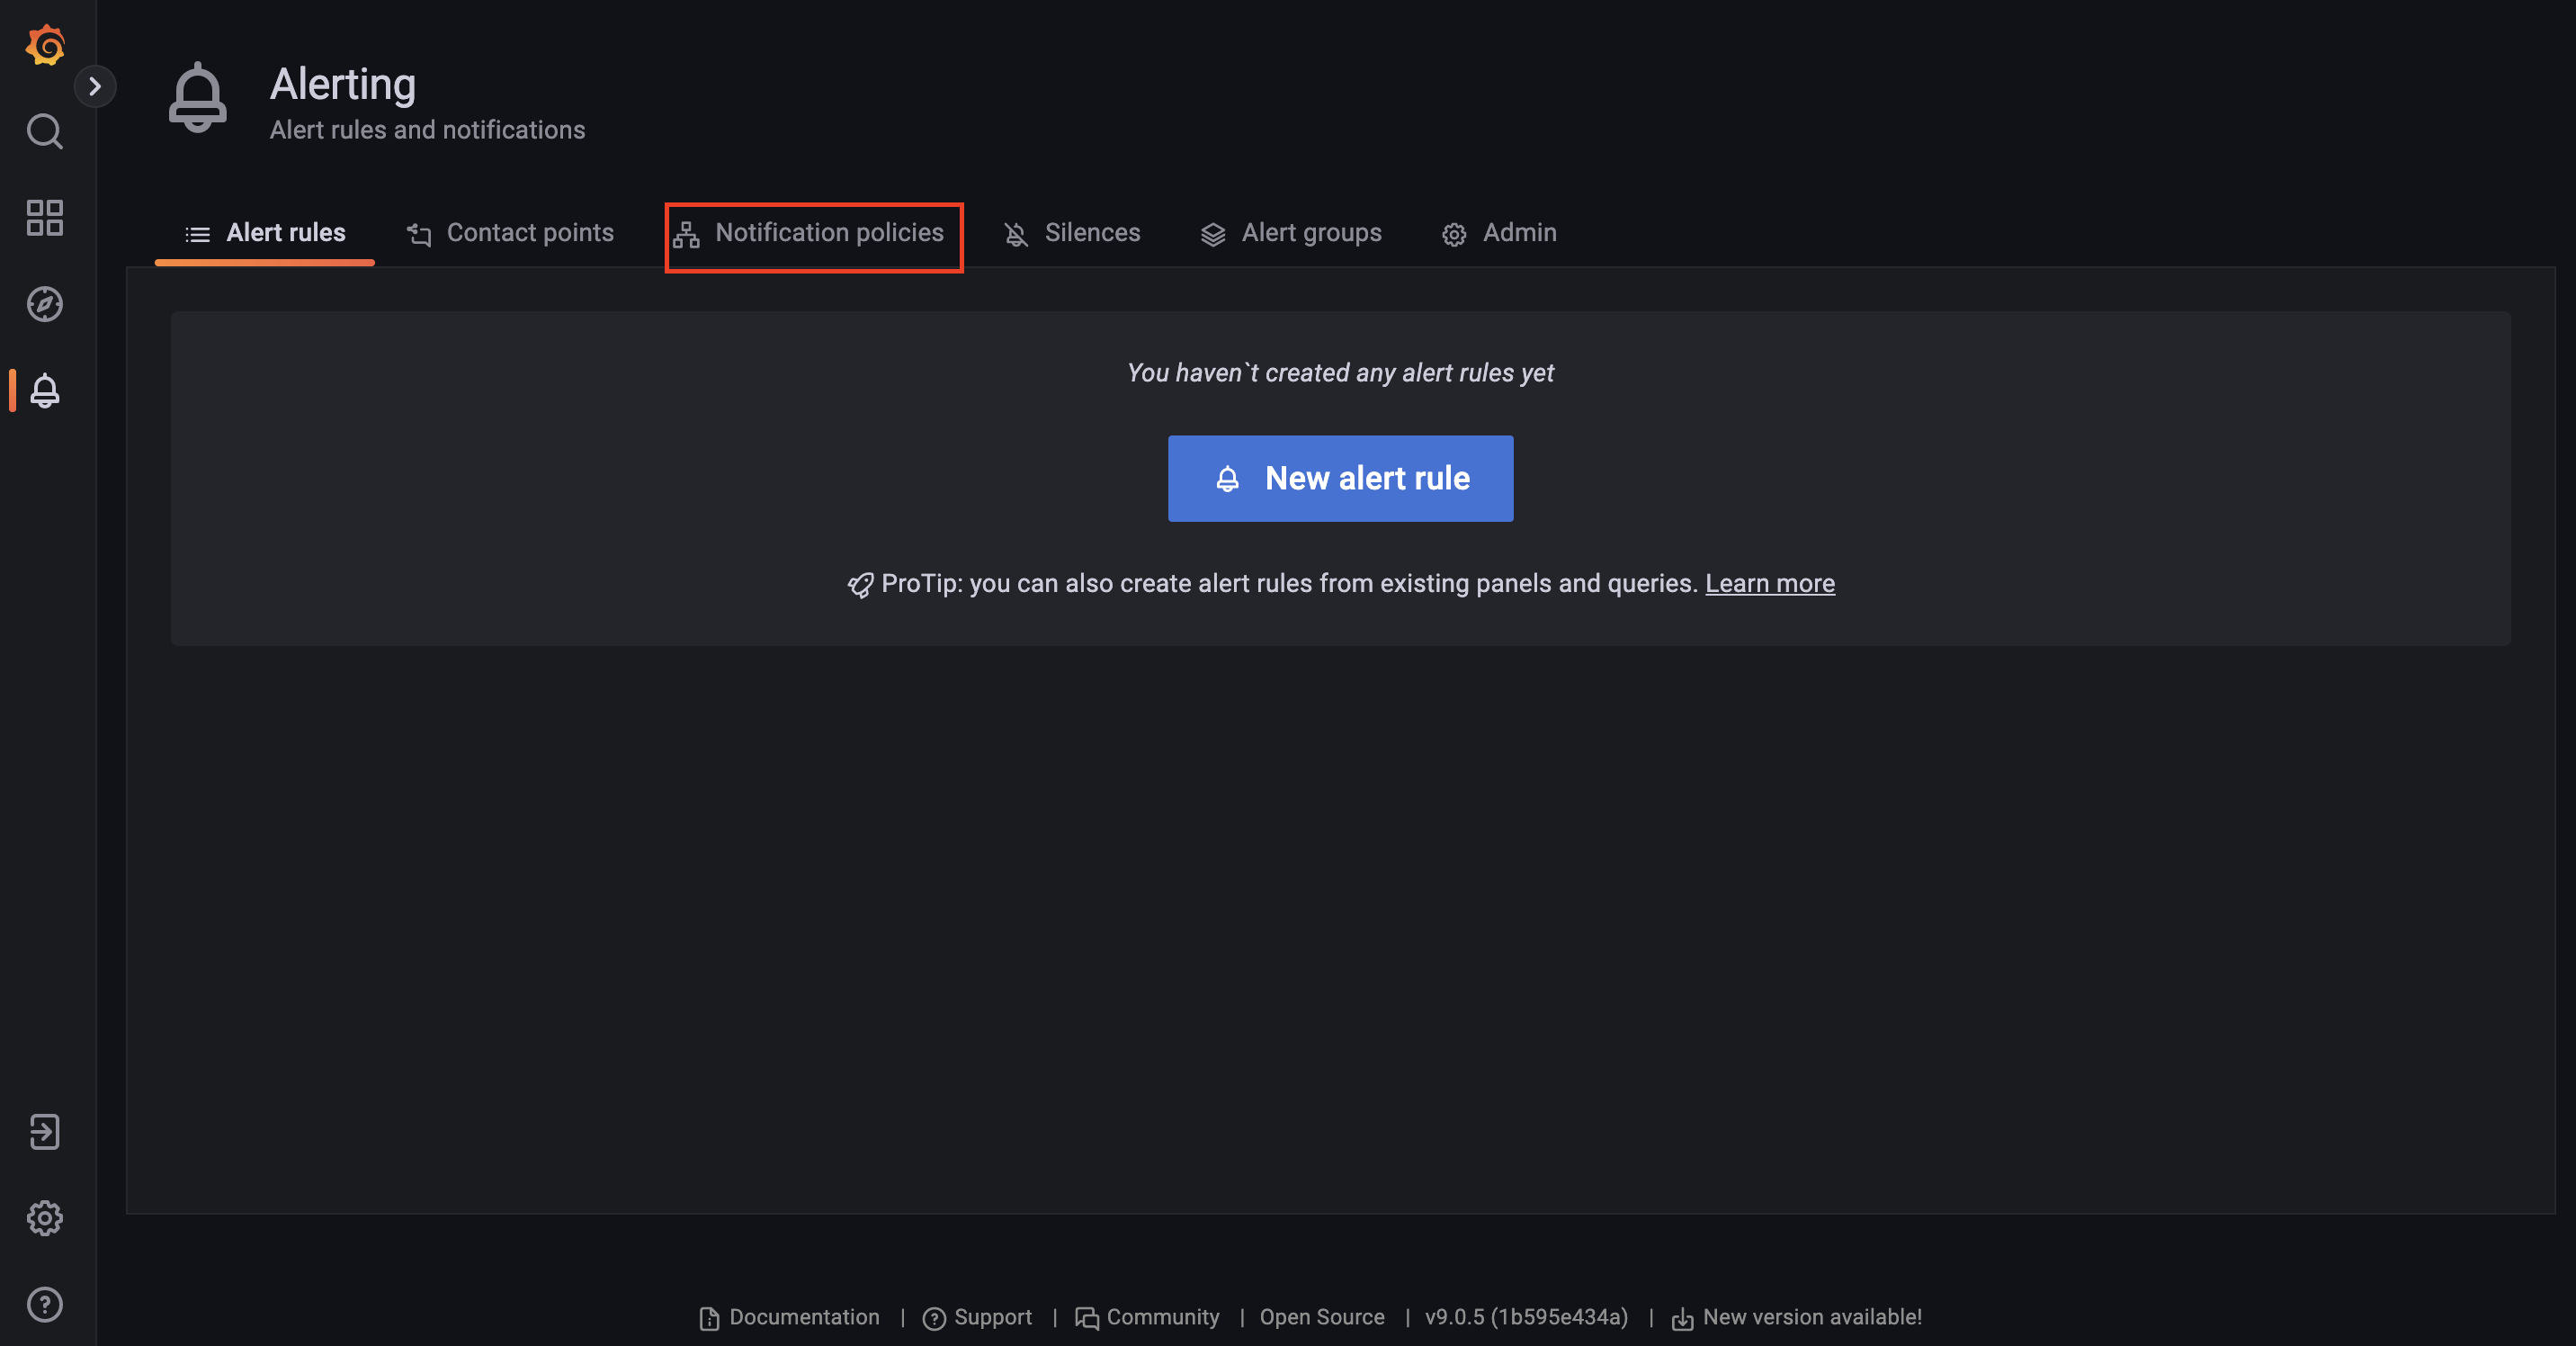 Alerting
Alert rules and notifications
Alert rules
Contact points
Notification policies
Silences
Alert groups
Admin
You haven`t created any alert rules yet
New alert rule
ProTip: you can also create alert rules from existing panels and queries. Learn more
Documentation | Support | Community | Open Source | v9.0.5 (1b595e434a) | New version available!